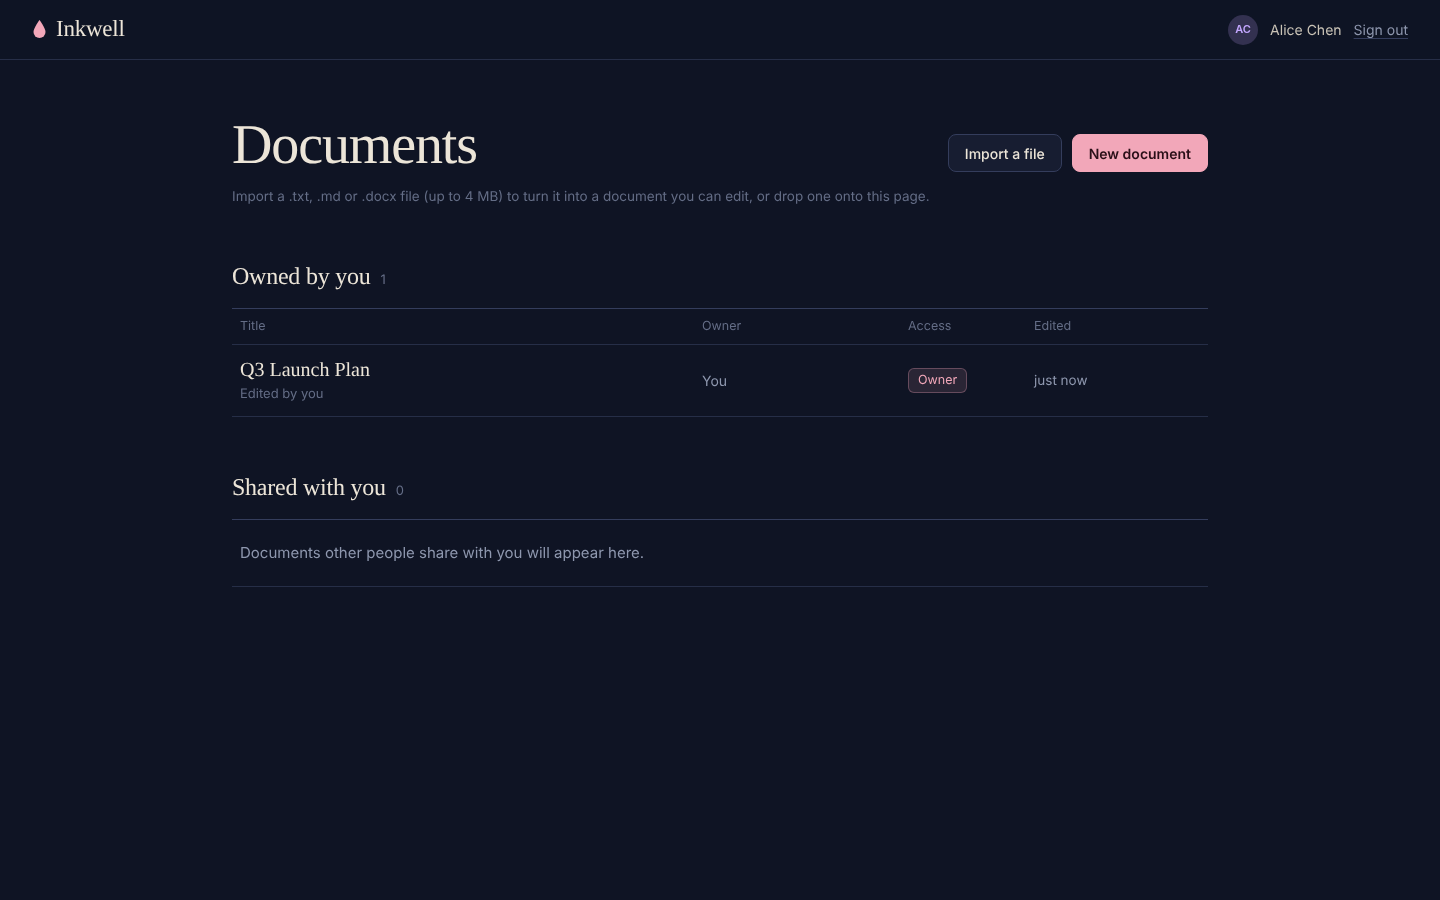 Inkwell
AC Alice Chen Sign out
Documents
Import a file New document
Import a .txt, .md or .docx file (up to 4 MB) to turn it into a document you can edit, or drop one onto this page.
Owned by you 1
Title Owner Access Edited
Q3 Launch Plan
Edited by you
You Owner just now
Shared with you 0
Documents other people share with you will appear here.